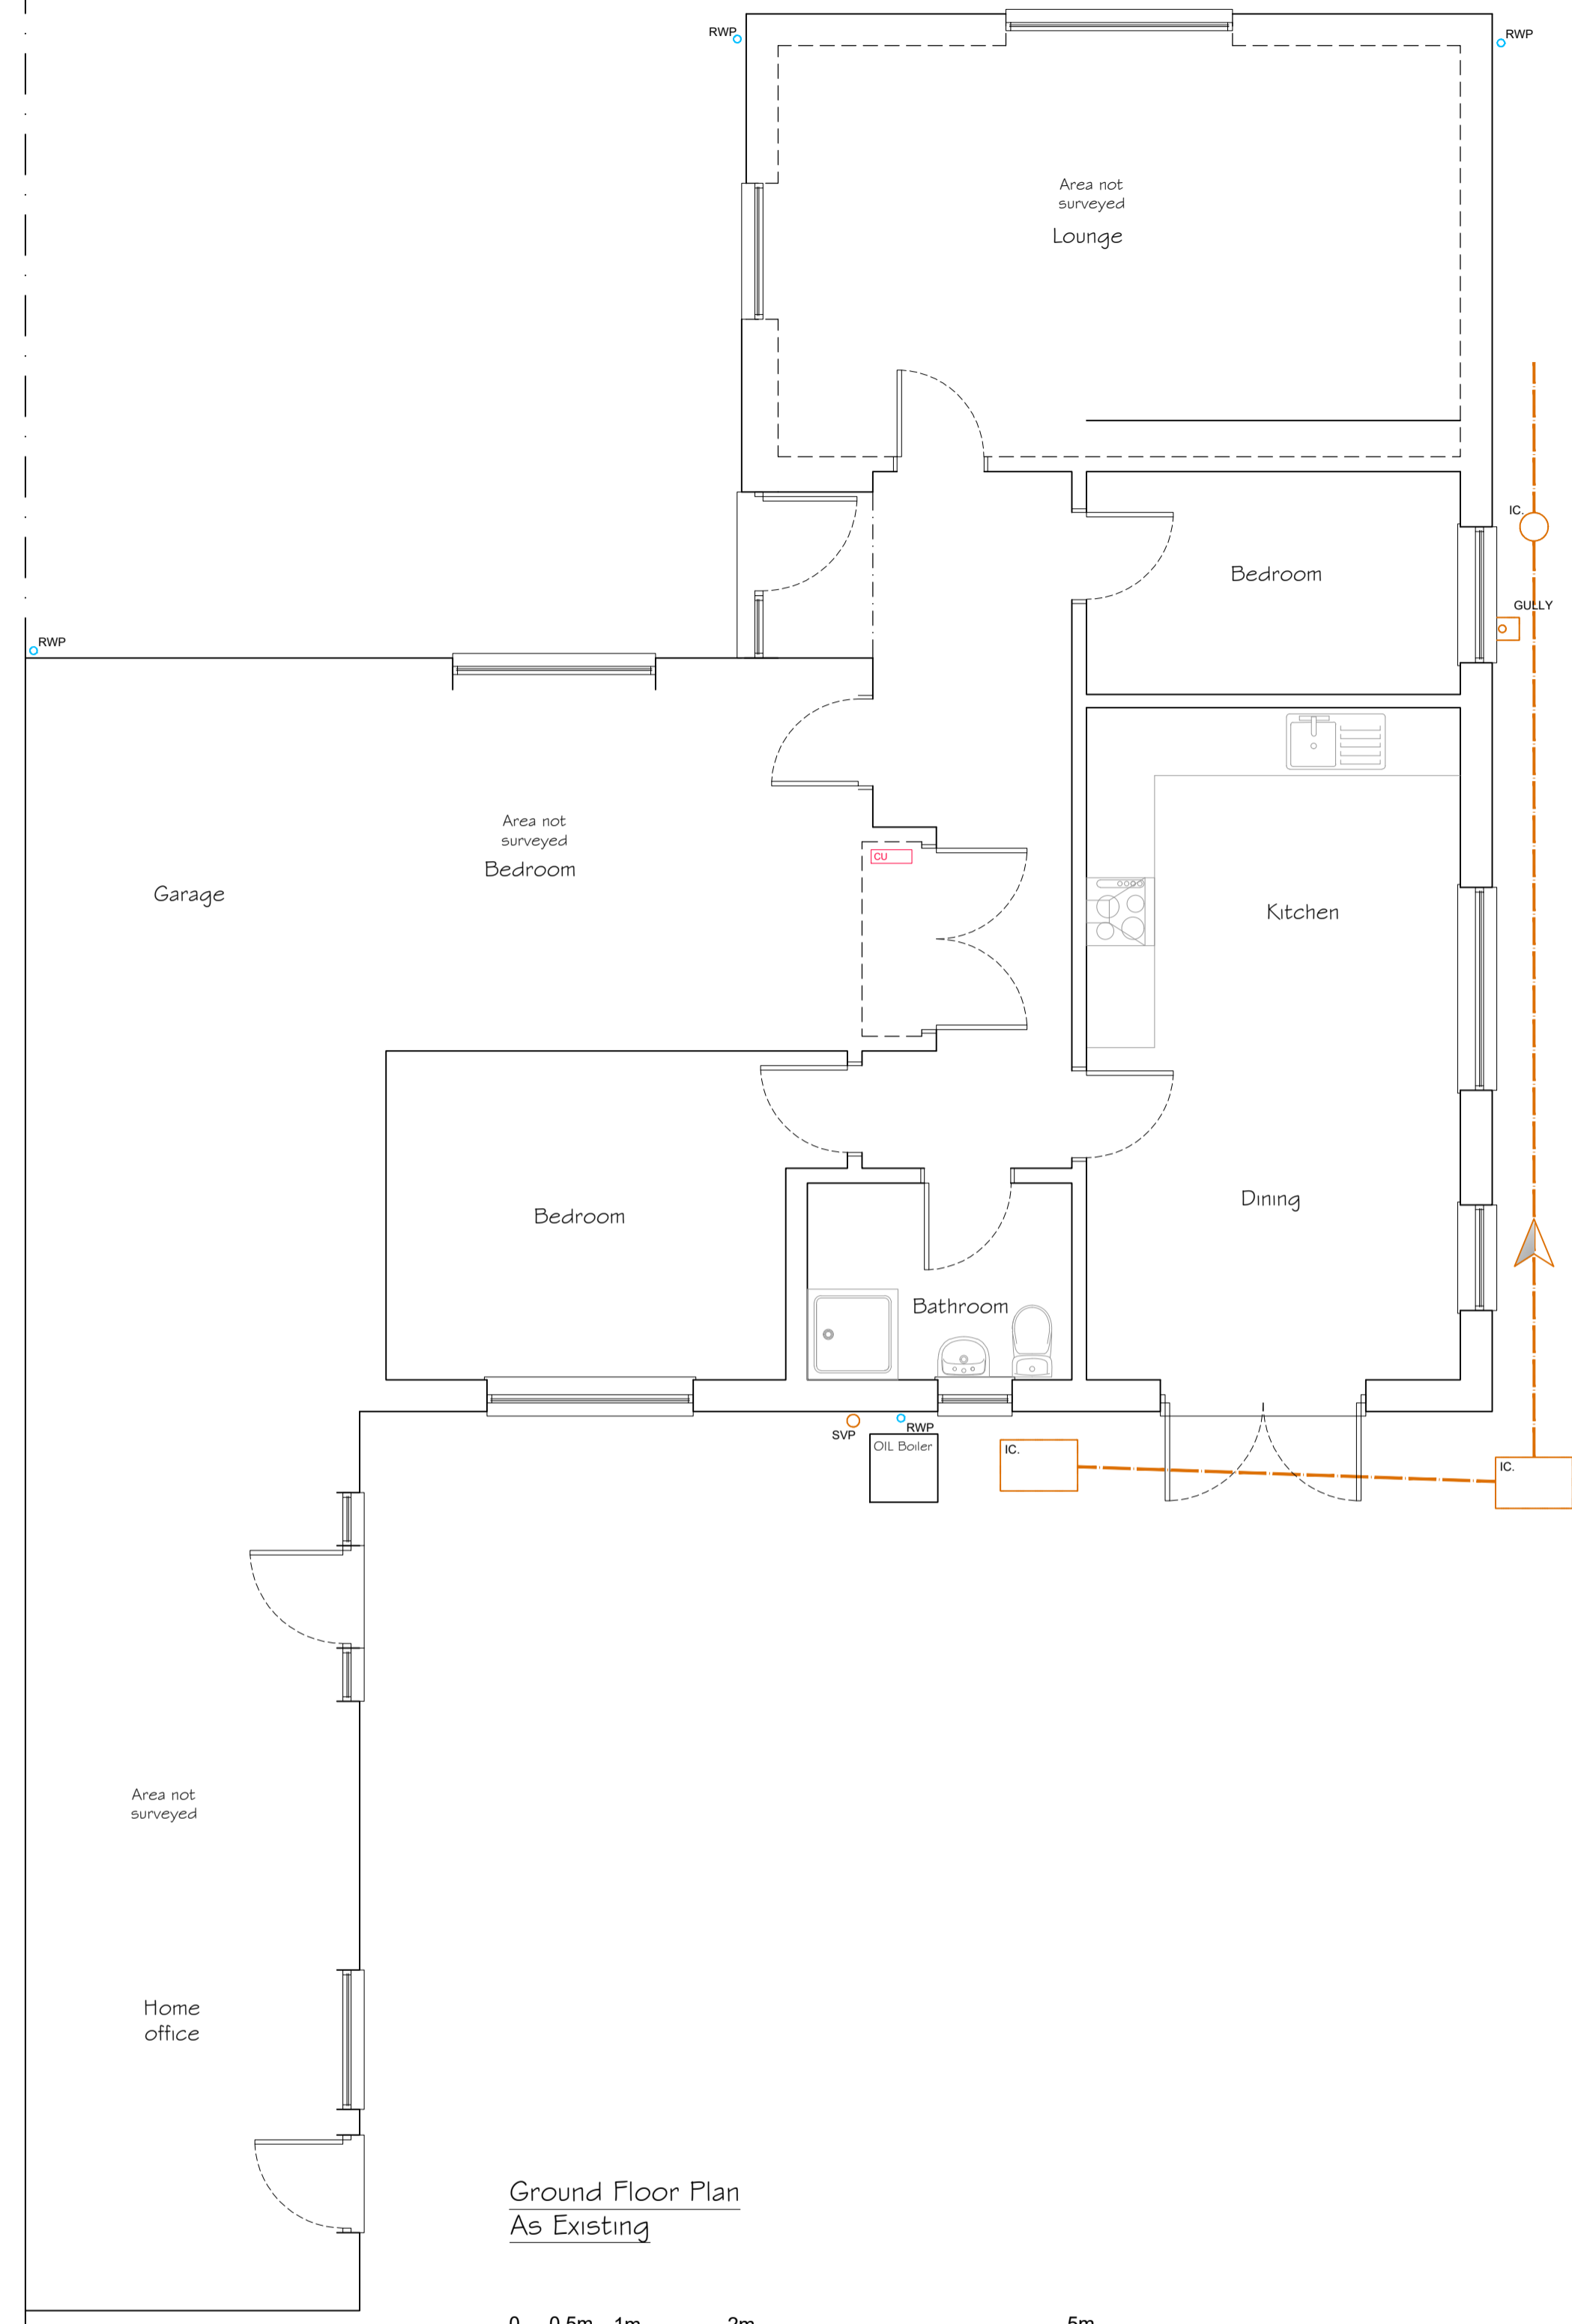 RWP
RWP
Area not
surveyed
Lounge
IC.
Bedroom
GULLY
RWP
Area not
surveyed
Bedroom
CU
Garage
Kitchen
Dining
Bedroom
Bathroom
SVP
RWP
OIL Boiler
IC.
IC.
Area not
surveyed
Home
office
Ground Floor Plan
As Existing
0 0.5m 1m 2m 5m